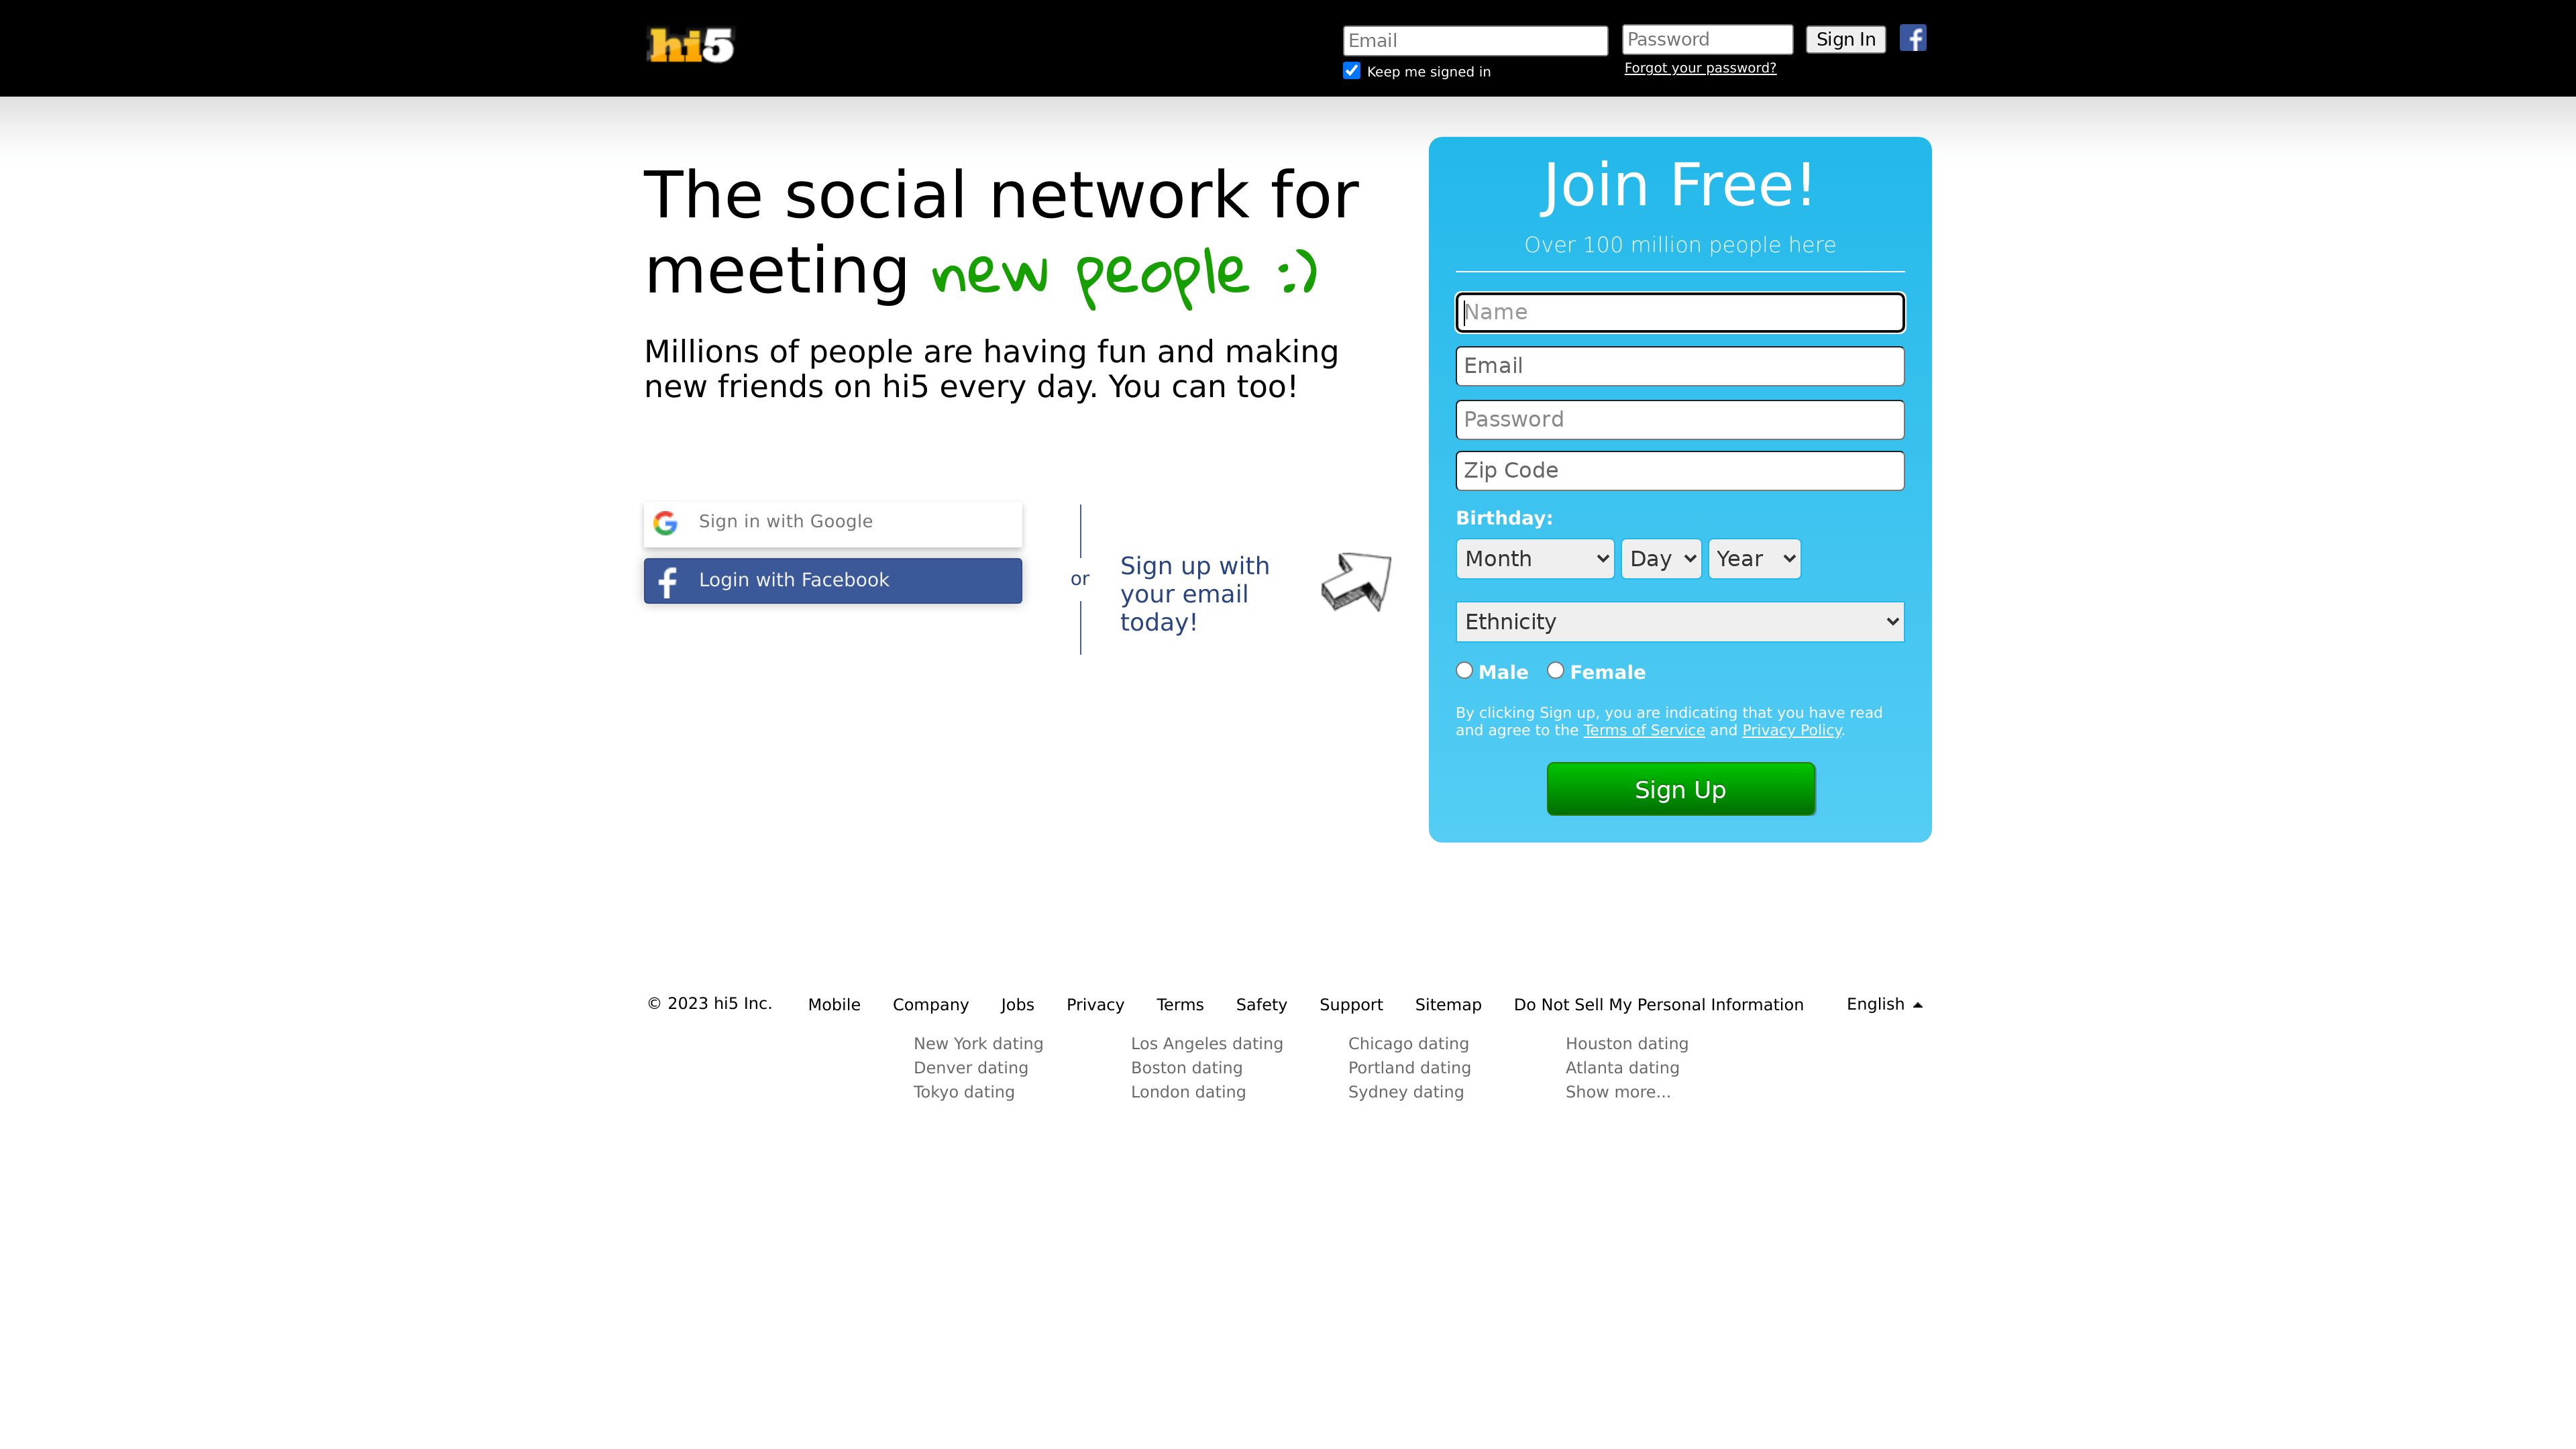 hi5
Email
Password
Sign In
Keep me signed in
Forgot your password?
The social network for
meeting new people :)
Millions of people are having fun and making
new friends on hi5 every day. You can too!
Sign in with Google
Login with Facebook
or
Sign up with
your email
today!
Join Free!
Over 100 million people here
Name
Email
Password
Zip Code
Birthday:
Month Day Year
Ethnicity
Male Female
By clicking Sign up, you are indicating that you have read
and agree to the Terms of Service and Privacy Policy.
Sign Up
© 2023 hi5 Inc. Mobile Company Jobs Privacy Terms Safety Support Sitemap Do Not Sell My Personal Information English
New York dating Los Angeles dating Chicago dating Houston dating
Denver dating Boston dating Portland dating Atlanta dating
Tokyo dating London dating Sydney dating Show more...